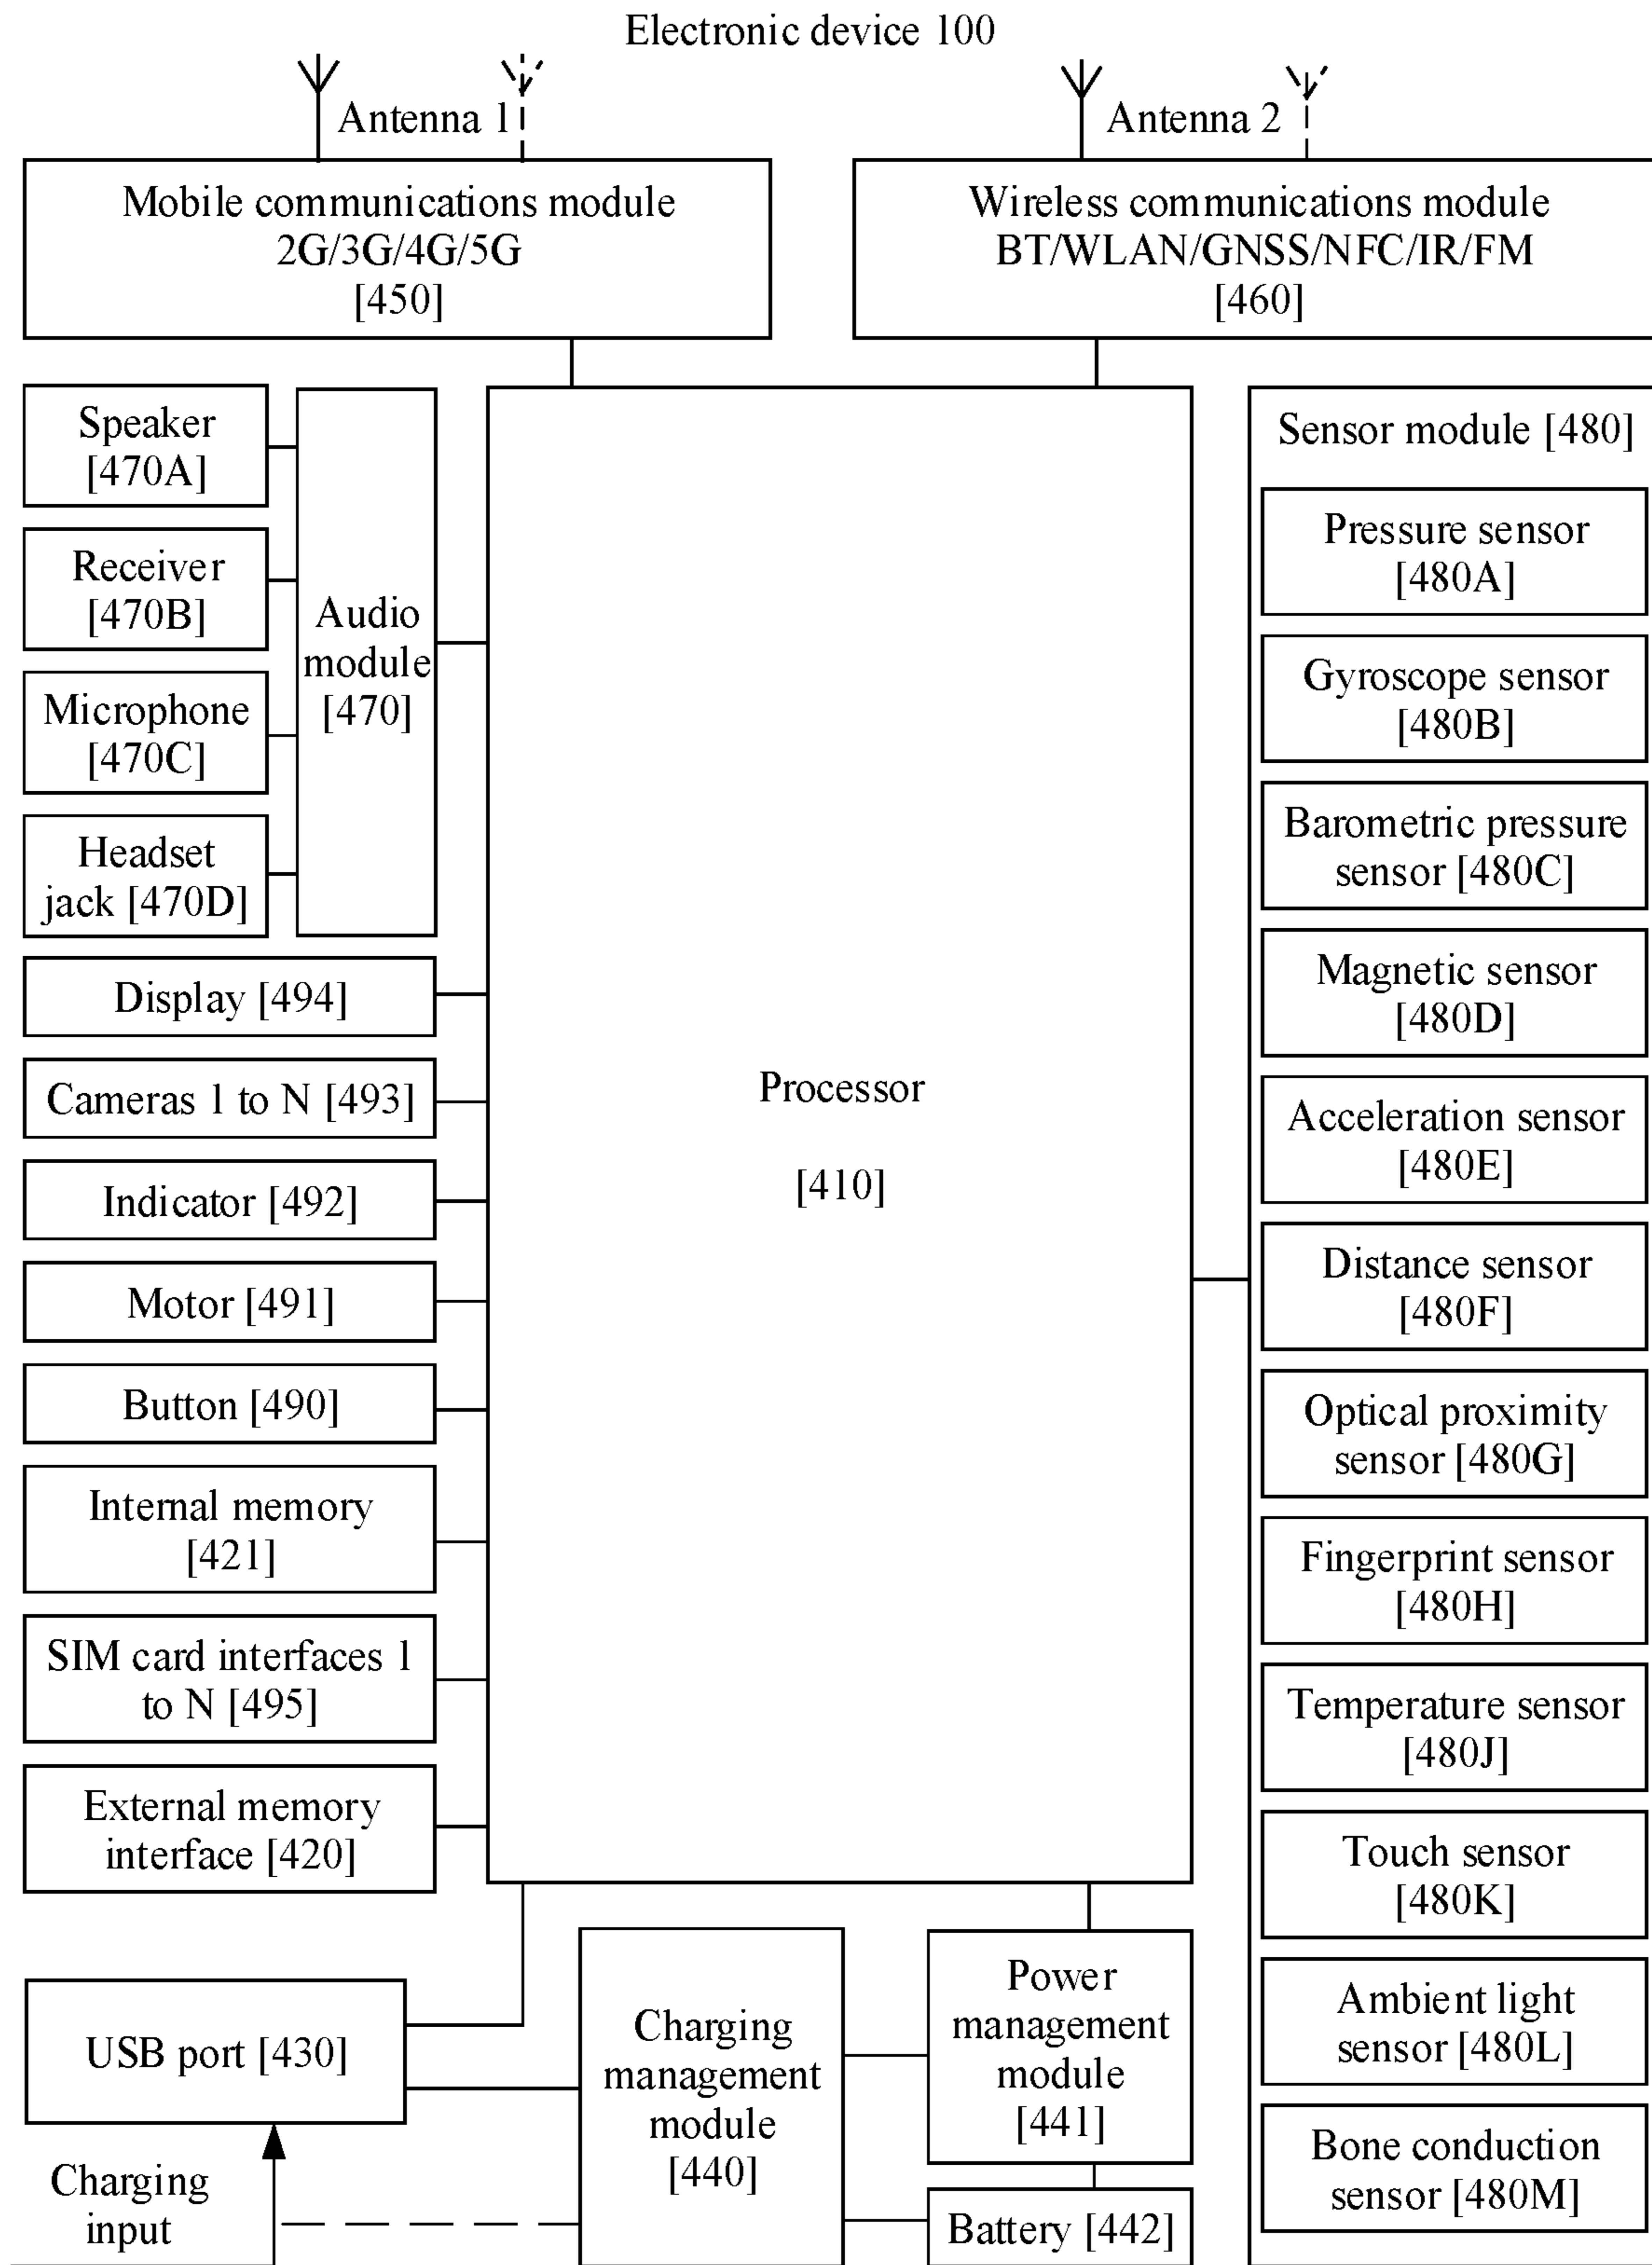 Electronic device 100
Antenna 1
Antenna 2
Mobile communications module
2G/3G/4G/5G
[450]
Wireless communications module
BT/WLAN/GNSS/NFC/IR/FM
[460]
Speaker
[470A]
Receiver
[470B]
Microphone
[470C]
Headset
jack [470D]
Audio
module
[470]
Display [494]
Cameras 1 to N [493]
Indicator [492]
Motor [491]
Button [490]
Internal memory
[421]
SIM card interfaces 1
to N [495]
External memory
interface [420]
Processor
[410]
Sensor module [480]
Pressure sensor
[480A]
Gyroscope sensor
[480B]
Barometric pressure
sensor [480C]
Magnetic sensor
[480D]
Acceleration sensor
[480E]
Distance sensor
[480F]
Optical proximity
sensor [480G]
Fingerprint sensor
[480H]
Temperature sensor
[480J]
Touch sensor
[480K]
Ambient light
sensor [480L]
Bone conduction
sensor [480M]
USB port [430]
Charging
input
Charging
management
module
[440]
Power
management
module
[441]
Battery [442]